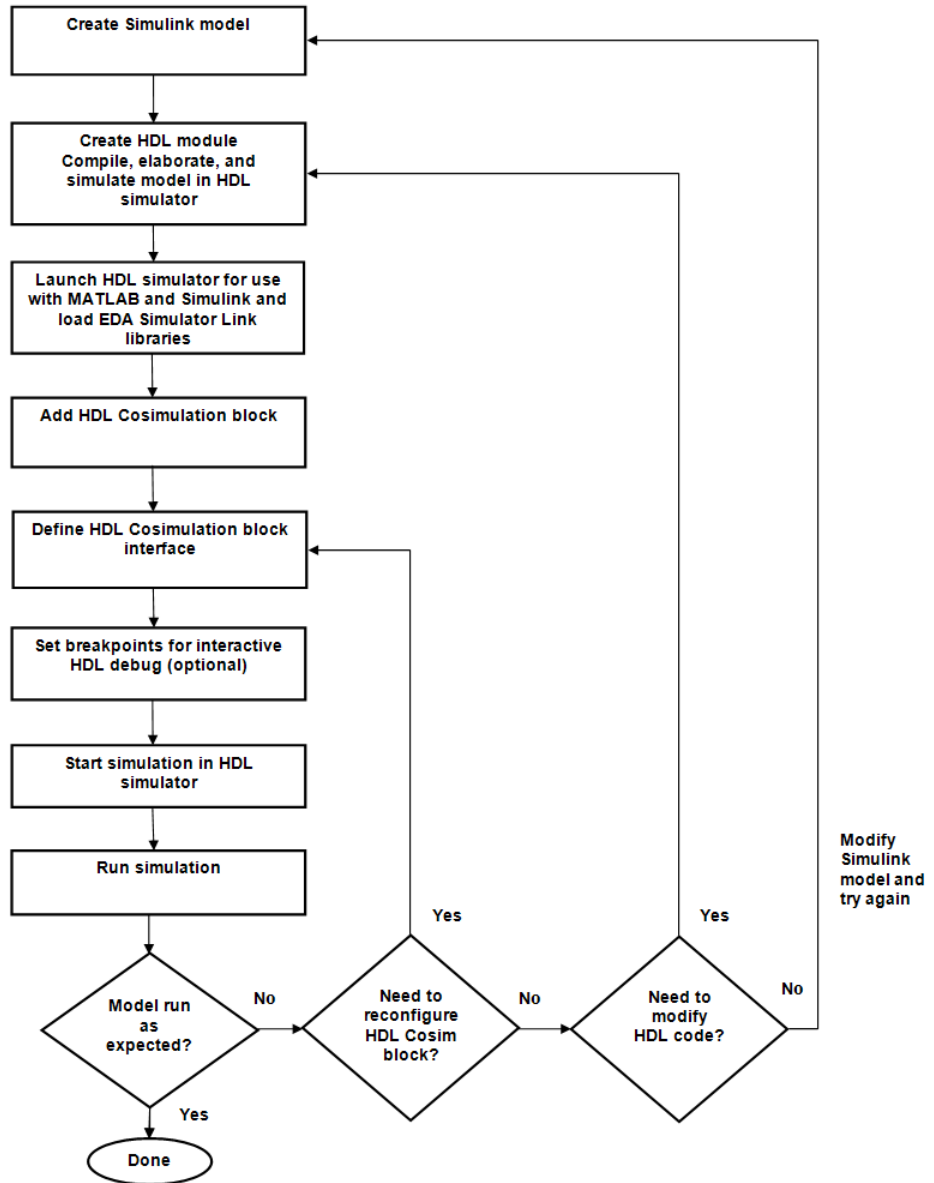 Create Simulink model
Create HDL module
Compile, elaborate, and
simulate model in HDL
simulator
Launch HDL simulator for use
with MATLAB and Simulink and
load EDA Simulator Link
libraries
Add HDL Cosimulation block
Define HDL Cosimulation block
interface
Set breakpoints for interactive
HDL debug (optional)
Start simulation in HDL
simulator
Run simulation
Model run
as
expected?
No
Yes
Done
Need to
reconfigure
HDL Cosim
block?
Yes
No
Need to
modify
HDL code?
Yes
No
Modify
Simulink
model and
try again